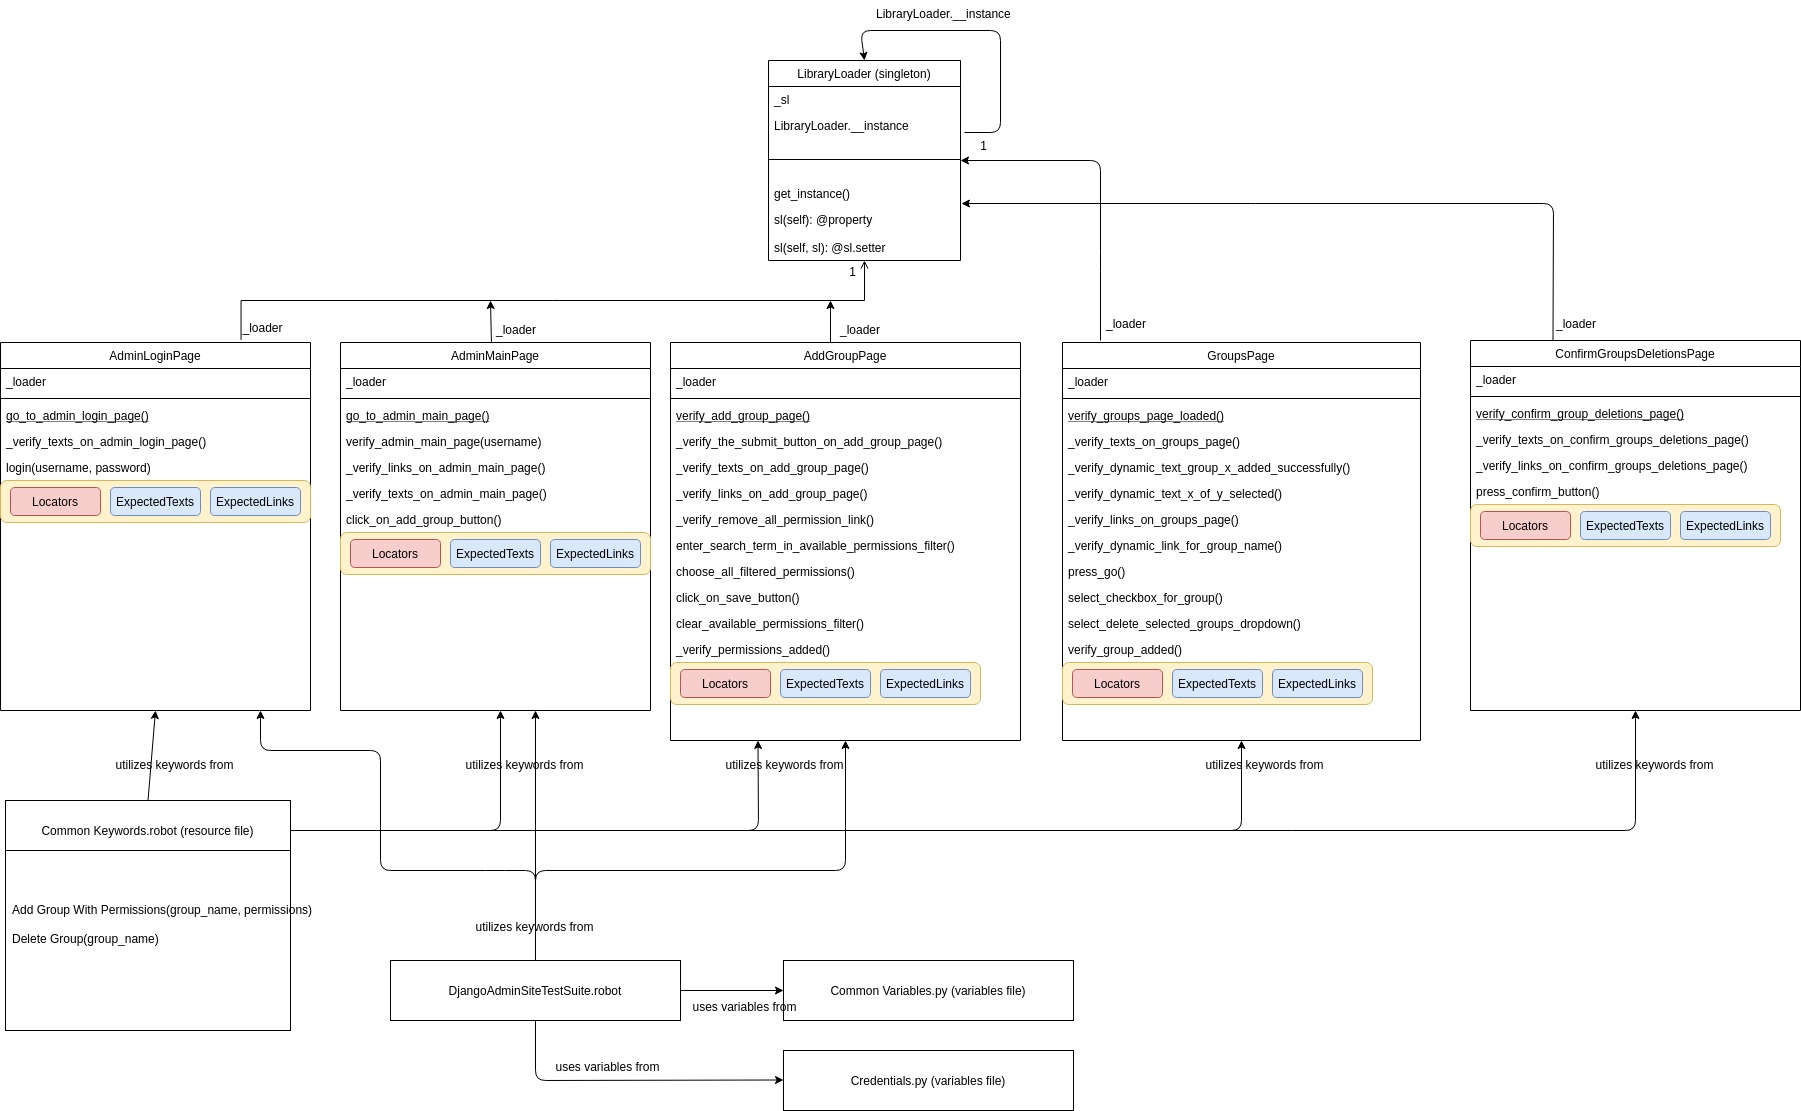 LibraryLoader.__instance
LibraryLoader (singleton)
_sl
LibraryLoader.__instance
1
get_instance()
sl(self): @property
sl(self, sl): @sl.setter
1
_loader
_loader
_loader
_loader
_loader
AdminLoginPage
_loader
go_to_admin_login_page()
_verify_texts_on_admin_login_page()
login(username, password)
Locators
ExpectedTexts
ExpectedLinks
AdminMainPage
_loader
go_to_admin_main_page()
verify_admin_main_page(username)
_verify_links_on_admin_main_page()
_verify_texts_on_admin_main_page()
click_on_add_group_button()
Locators
ExpectedTexts
ExpectedLinks
AddGroupPage
_loader
verify_add_group_page()
_verify_the_submit_button_on_add_group_page()
_verify_texts_on_add_group_page()
_verify_links_on_add_group_page()
_verify_remove_all_permission_link()
enter_search_term_in_available_permissions_filter()
choose_all_filtered_permissions()
click_on_save_button()
clear_available_permissions_filter()
_verify_permissions_added()
Locators
ExpectedTexts
ExpectedLinks
GroupsPage
_loader
verify_groups_page_loaded()
_verify_texts_on_groups_page()
_verify_dynamic_text_group_x_added_successfully()
_verify_dynamic_text_x_of_y_selected()
_verify_links_on_groups_page()
_verify_dynamic_link_for_group_name()
press_go()
select_checkbox_for_group()
select_delete_selected_groups_dropdown()
verify_group_added()
Locators
ExpectedTexts
ExpectedLinks
ConfirmGroupsDeletionsPage
_loader
verify_confirm_group_deletions_page()
_verify_texts_on_confirm_groups_deletions_page()
_verify_links_on_confirm_groups_deletions_page()
press_confirm_button()
Locators
ExpectedTexts
ExpectedLinks
utilizes keywords from
utilizes keywords from
utilizes keywords from
utilizes keywords from
utilizes keywords from
Common Keywords.robot (resource file)
Add Group With Permissions(group_name, permissions)
Delete Group(group_name)
utilizes keywords from
DjangoAdminSiteTestSuite.robot
uses variables from
Common Variables.py (variables file)
uses variables from
Credentials.py (variables file)